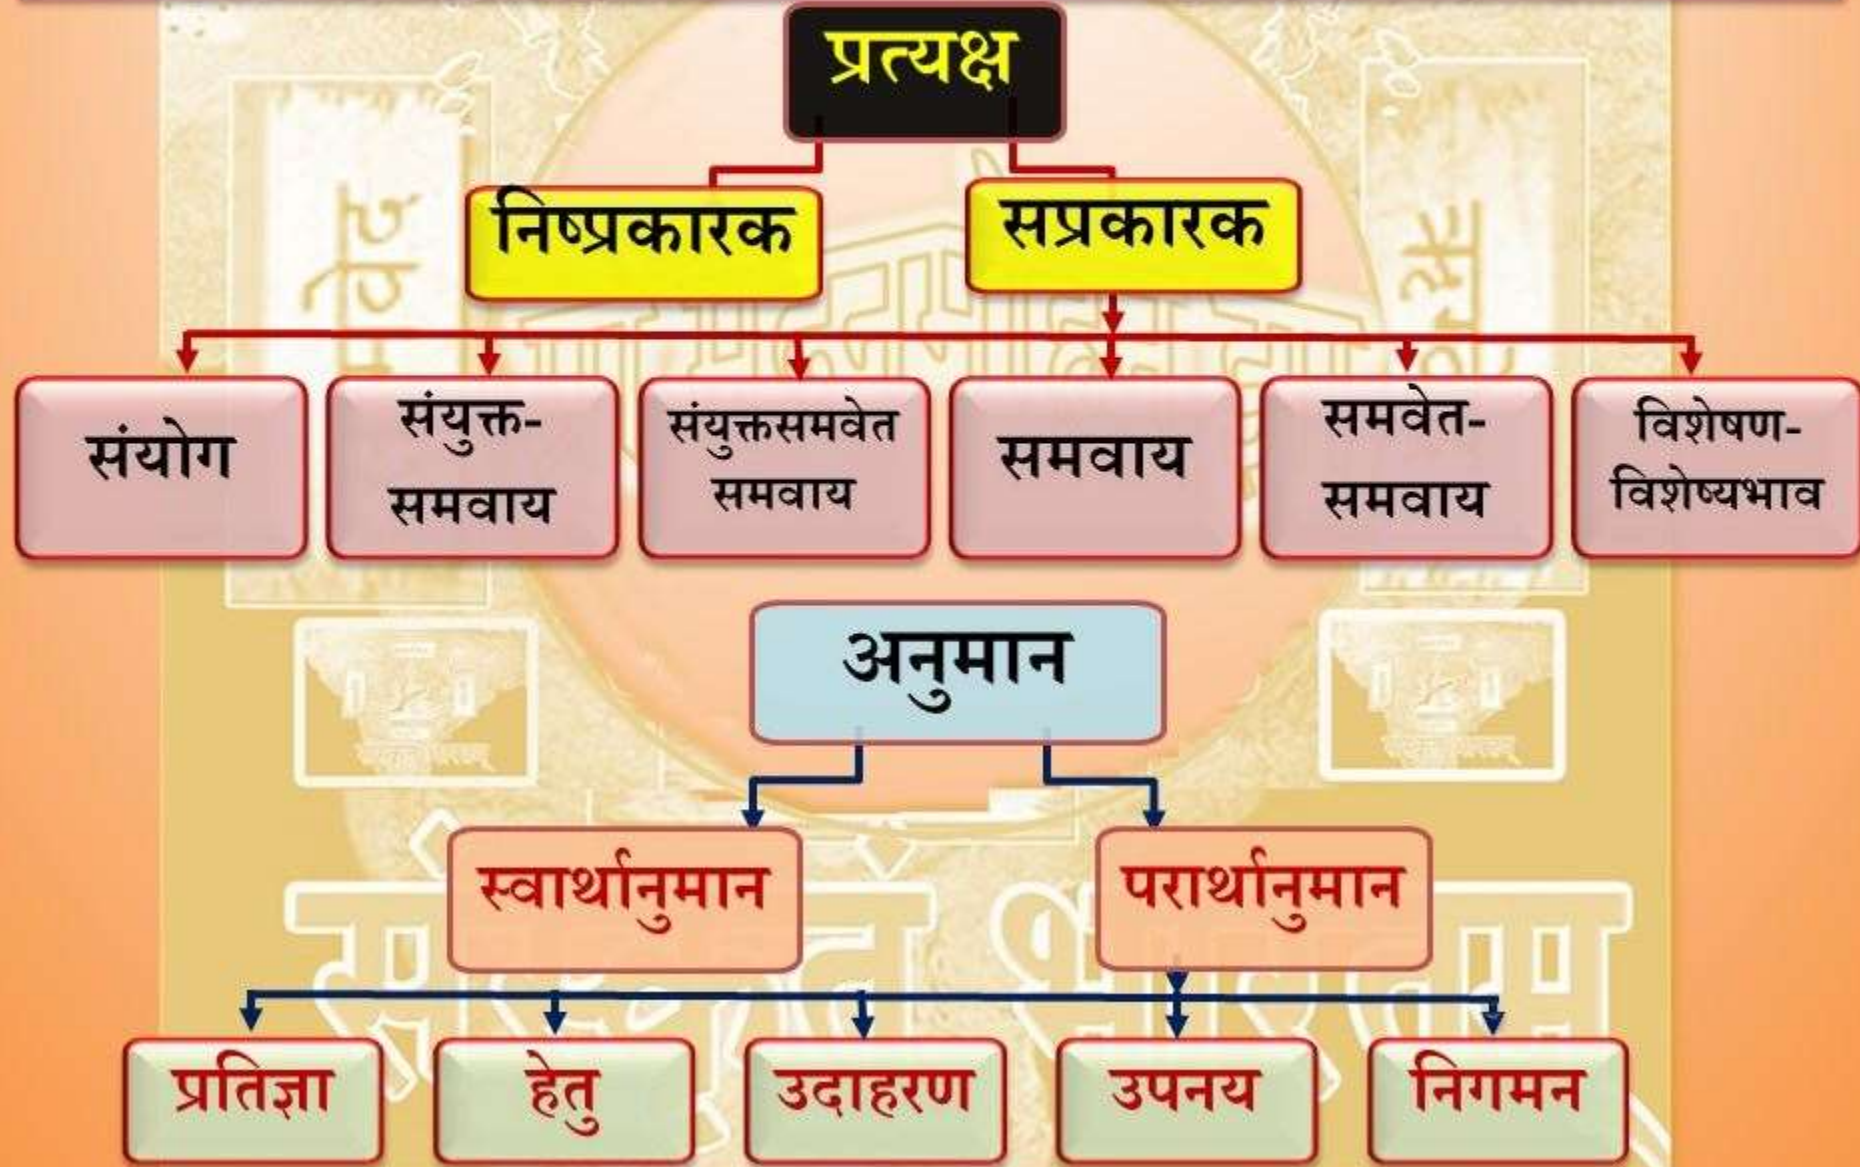 प्रत्यक्ष
निष्प्रकारक
सप्रकारक
संयोग
संयुक्त-
समवाय
संयुक्तसमवेत
समवाय
समवाय
समवेत-
समवाय
विशेषण-
विशेष्यभाव
अनुमान
स्वार्थानुमान
परार्थानुमान
प्रतिज्ञा
हेतु
उदाहरण
उपनय
निगमन